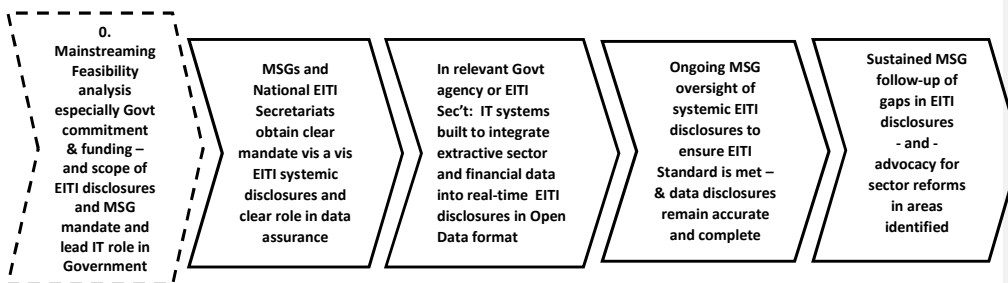 0.
Mainstreaming
Feasibility
analysis
especially Govt
commitment
& funding –
and scope of
EITI disclosures
and MSG
mandate and
lead IT role in
Government
MSGs and
National EITI
Secretariats
obtain clear
mandate vis a vis
EITI systemic
disclosures and
clear role in data
assurance
In relevant Govt
agency or EITI
Sec't: IT systems
built to integrate
extractive sector
and financial data
into real-time EITI
disclosures in Open
Data format
Ongoing MSG
oversight of
systemic EITI
disclosures to
ensure EITI
Standard is met –
& data disclosures
remain accurate
and complete
Sustained MSG
follow-up of
gaps in EITI
disclosures
- and -
advocacy for
sector reforms
in areas
identified